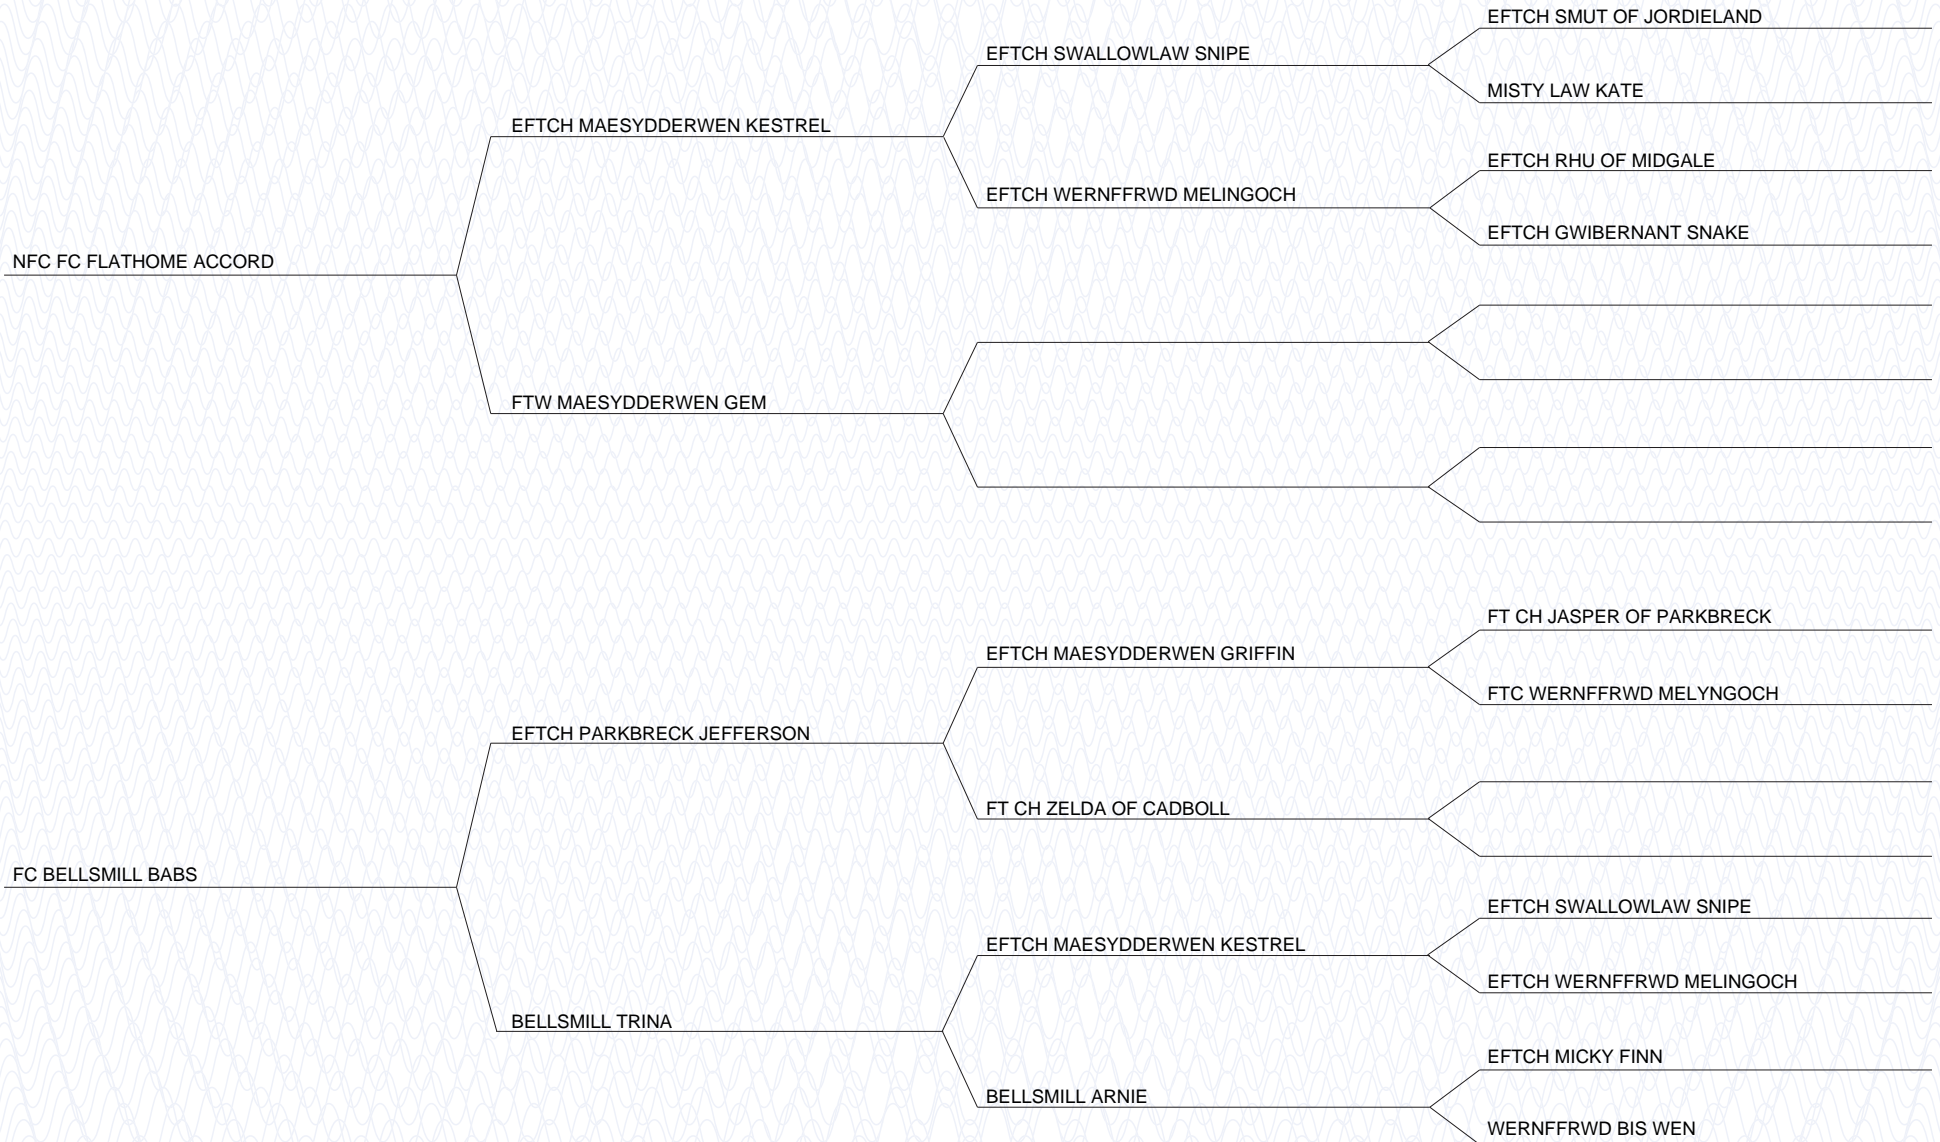 EFTCH SMUT OF JORDIELAND
EFTCH SWALLOWLAW SNIPE
MISTY LAW KATE
EFTCH MAESYDDERWEN KESTREL
EFTCH RHU OF MIDGALE
EFTCH WERNFFRWD MELINGOCH
EFTCH GWIBERNANT SNAKE
NFC FC FLATHOME ACCORD
FTW MAESYDDERWEN GEM
FT CH JASPER OF PARKBRECK
EFTCH MAESYDDERWEN GRIFFIN
FTC WERNFFRWD MELYNGOCH
EFTCH PARKBRECK JEFFERSON
FT CH ZELDA OF CADBOLL
FC BELLSMILL BABS
EFTCH SWALLOWLAW SNIPE
EFTCH MAESYDDERWEN KESTREL
EFTCH WERNFFRWD MELINGOCH
BELLSMILL TRINA
EFTCH MICKY FINN
BELLSMILL ARNIE
WERNFFRWD BIS WEN